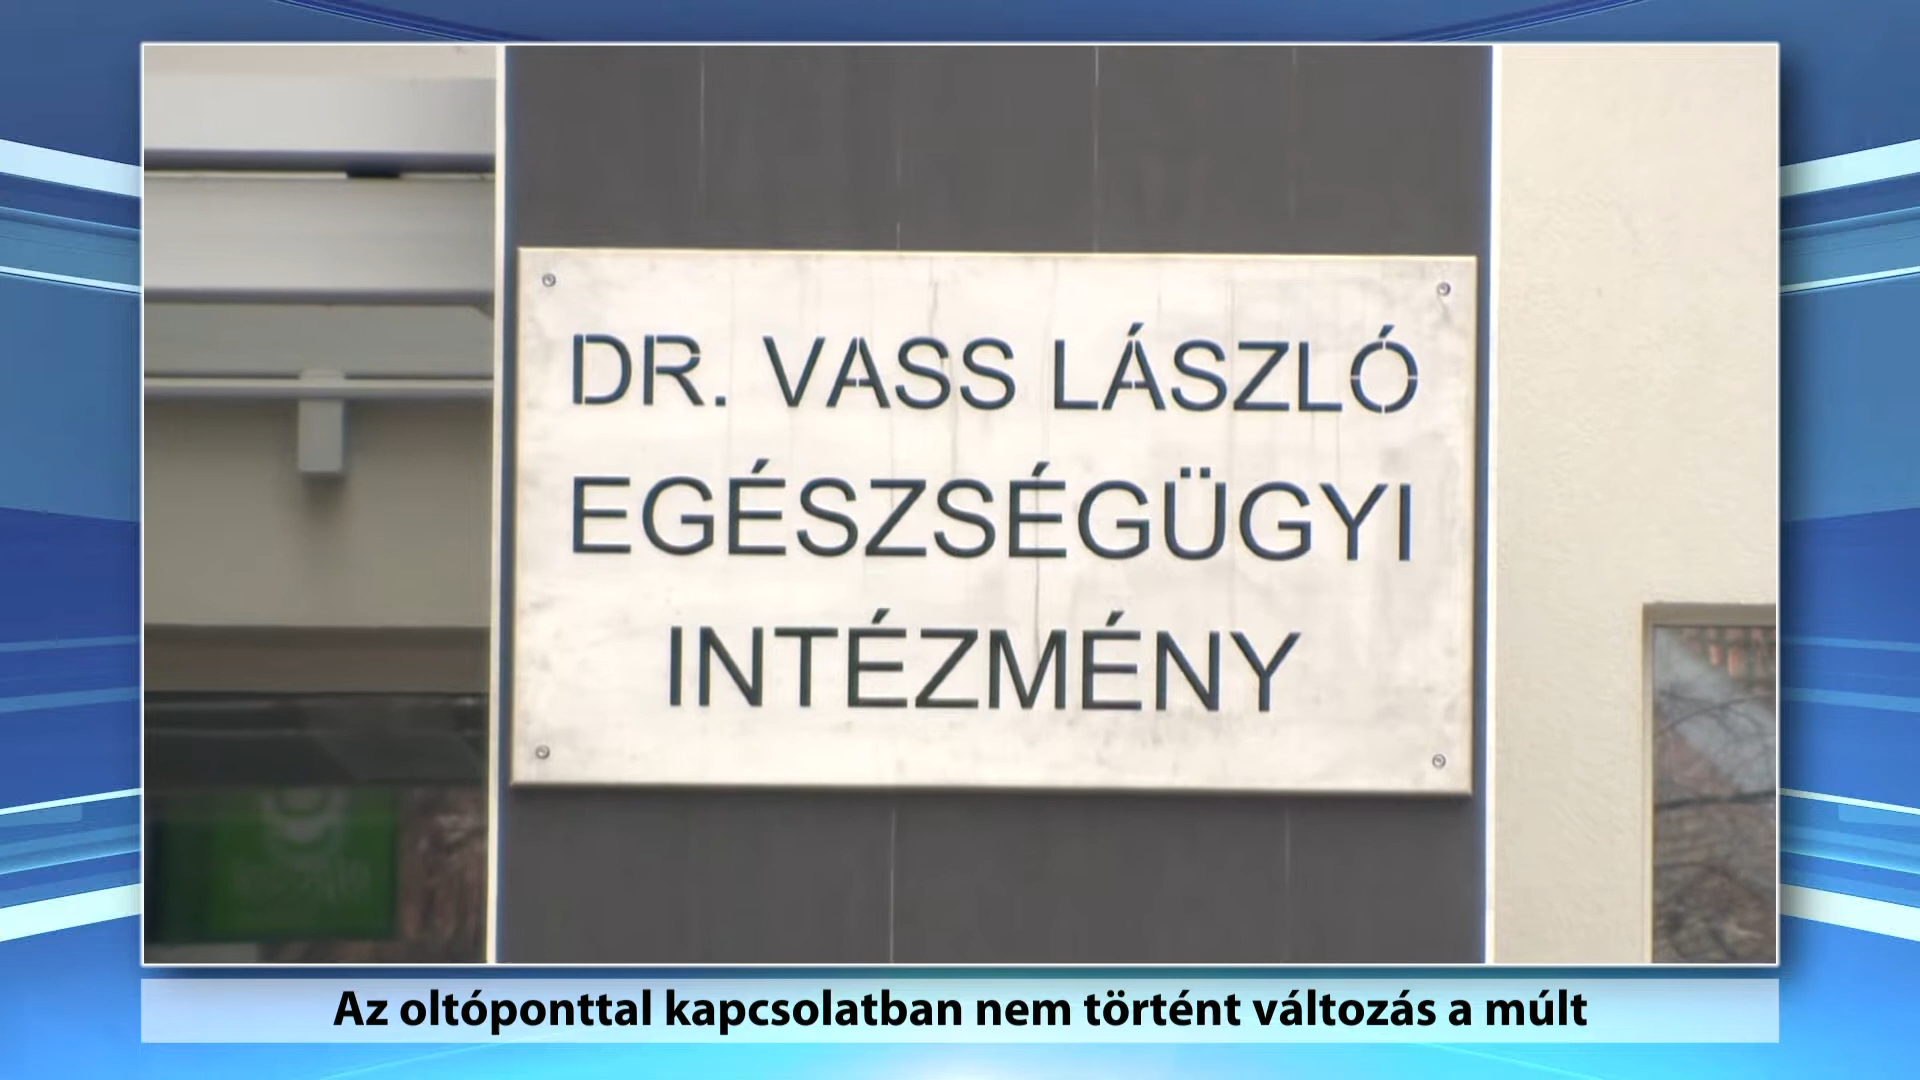 DR. VASS LÁSZLÓ
EGÉSZSÉGÜGYI
INTÉZMÉNY
Az oltóponttal kapcsolatban nem történt változás a múlt